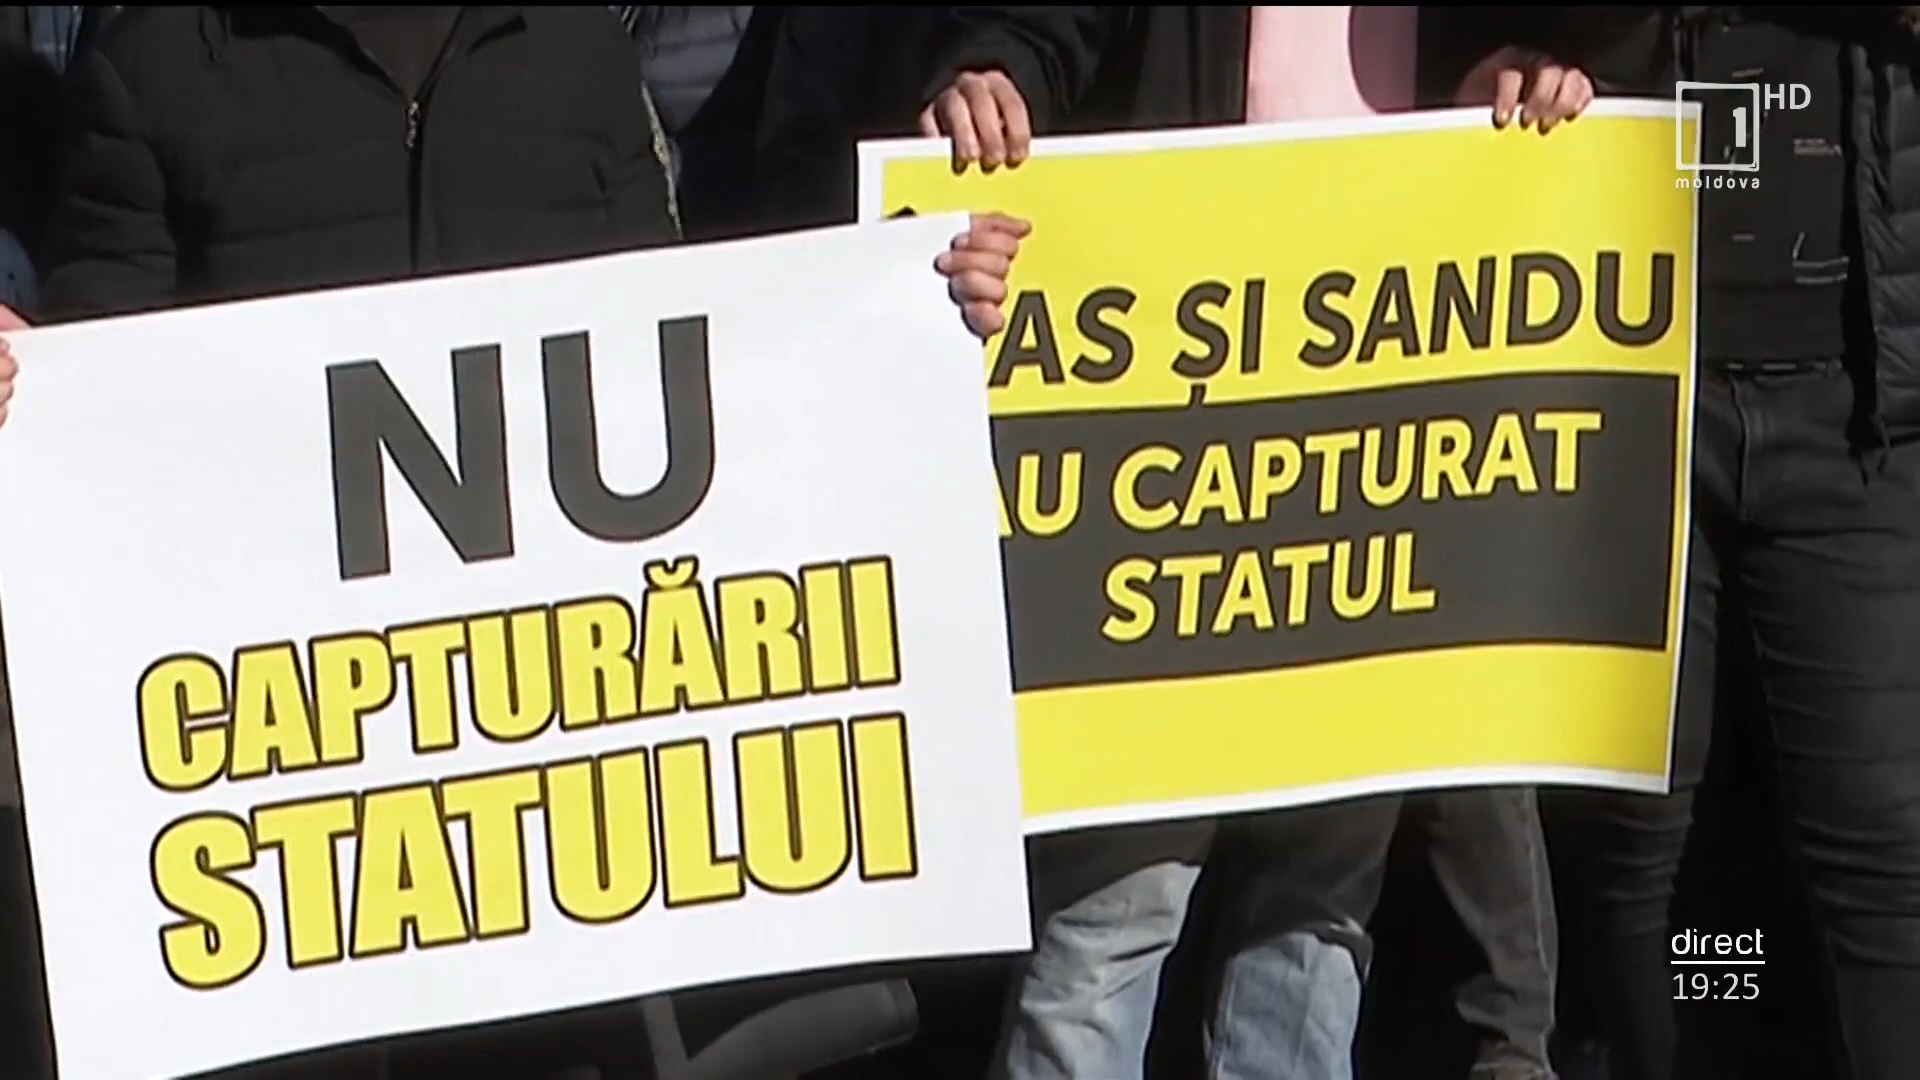 NU
CAPTURĂRII
STATULUI
AS ȘI SANDU
AU CAPTURAT
STATUL
1 HD
moldova
direct
19:25